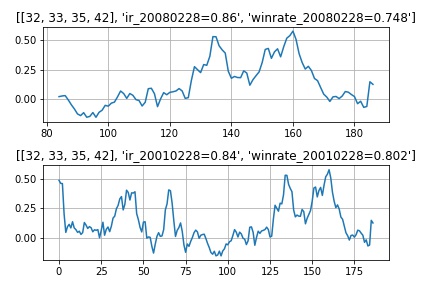 [[32, 33, 35, 42], 'ir_20080228=0.86', 'winrate_20080228=0.748']
0.50
0.25
0.00
80 100 120 140 160 180
[[32, 33, 35, 42], 'ir_20010228=0.84', 'winrate_20010228=0.802']
0.50
0.25
0.00
0 25 50 75 100 125 150 175